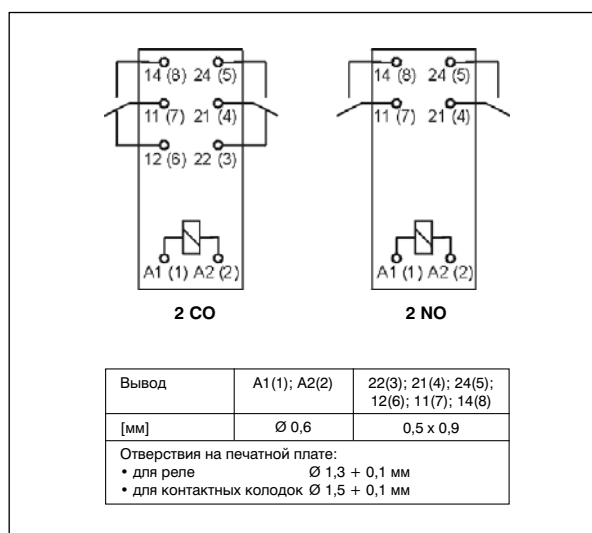 14 (8) 24 (5)
11 (7) 21 (4)
12 (6) 22 (3)
A1 (1) A2 (2)
2 CO
14 (8) 24 (5)
11 (7) 21 (4)
A1 (1) A2 (2)
2 NO
Вывод A1(1); A2(2) 22(3); 21(4); 24(5);
12(6); 11(7); 14(8)
[мм] Ø 0,6 0,5 x 0,9
Отверстия на печатной плате:
• для реле Ø 1,3 + 0,1 мм
• для контактных колодок Ø 1,5 + 0,1 мм